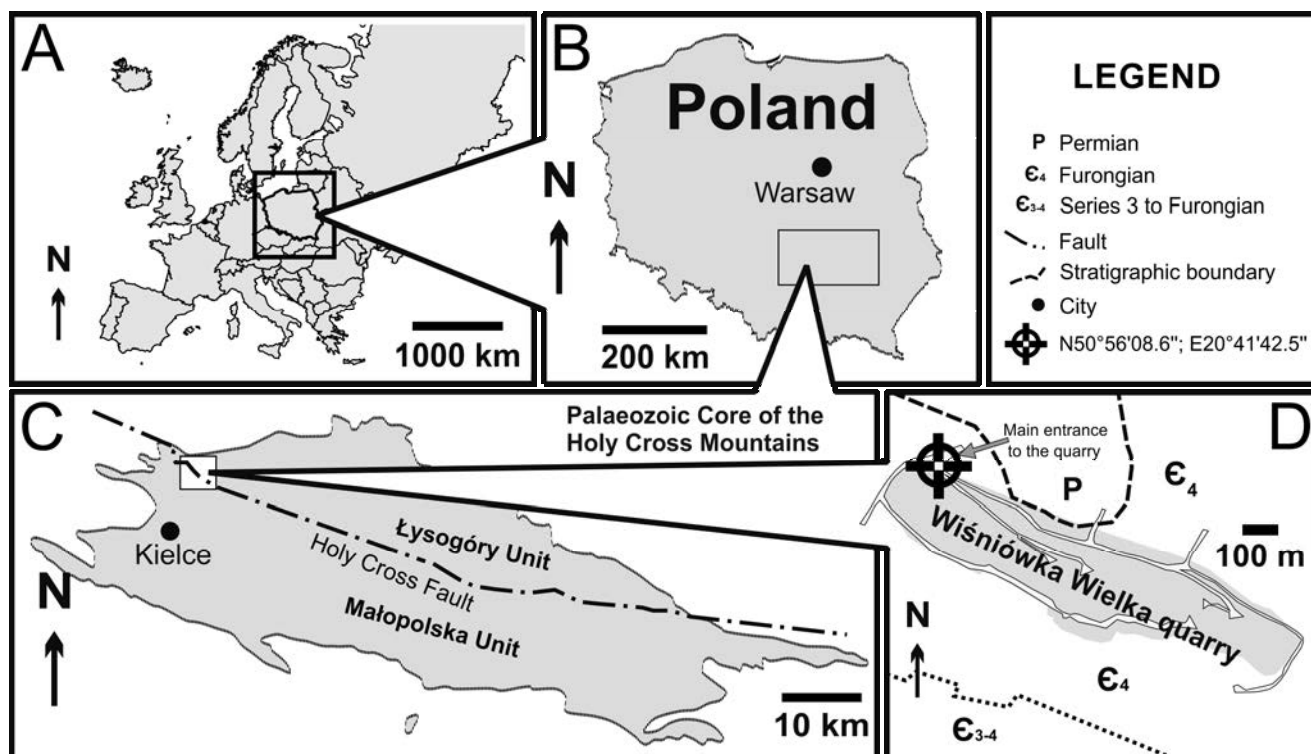 A
N
1000 km
B
Poland
Warsaw
N
200 km
LEGEND
P Permian
Є4 Furongian
Є3-4 Series 3 to Furongian
Fault
Stratigraphic boundary
City
N50°56'08.6"; E20°41'42.5"
C
Palaeozoic Core of the
Holy Cross Mountains
Kielce
Łysogóry Unit
Holy Cross Fault
Małopolska Unit
N
10 km
D
Main entrance
to the quarry
P
Є4
Wiśniówka Wielka quarry
100 m
N
Є4
Є3-4